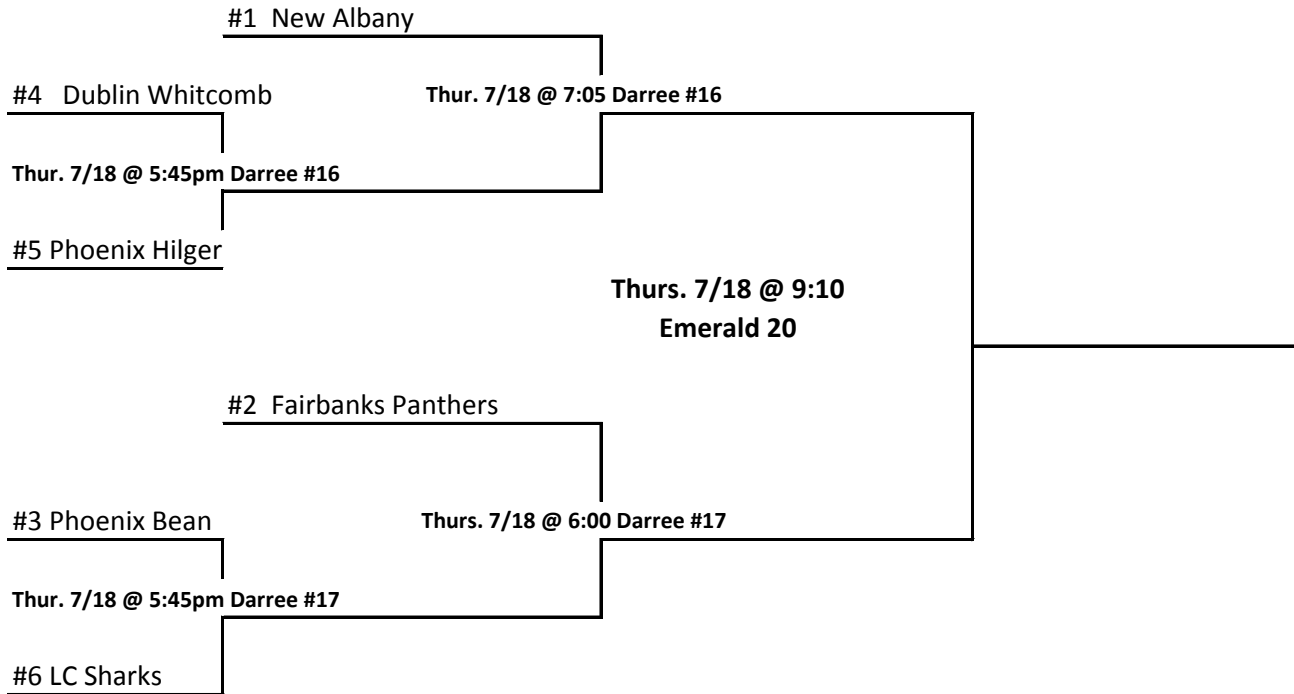 #1 New Albany
#4 Dublin Whitcomb
Thur. 7/18 @ 7:05 Darree #16
Thur. 7/18 @ 5:45pm Darree #16
#5 Phoenix Hilger
Thurs. 7/18 @ 9:10
Emerald 20
#2 Fairbanks Panthers
#3 Phoenix Bean
Thurs. 7/18 @ 6:00 Darree #17
Thur. 7/18 @ 5:45pm Darree #17
#6 LC Sharks